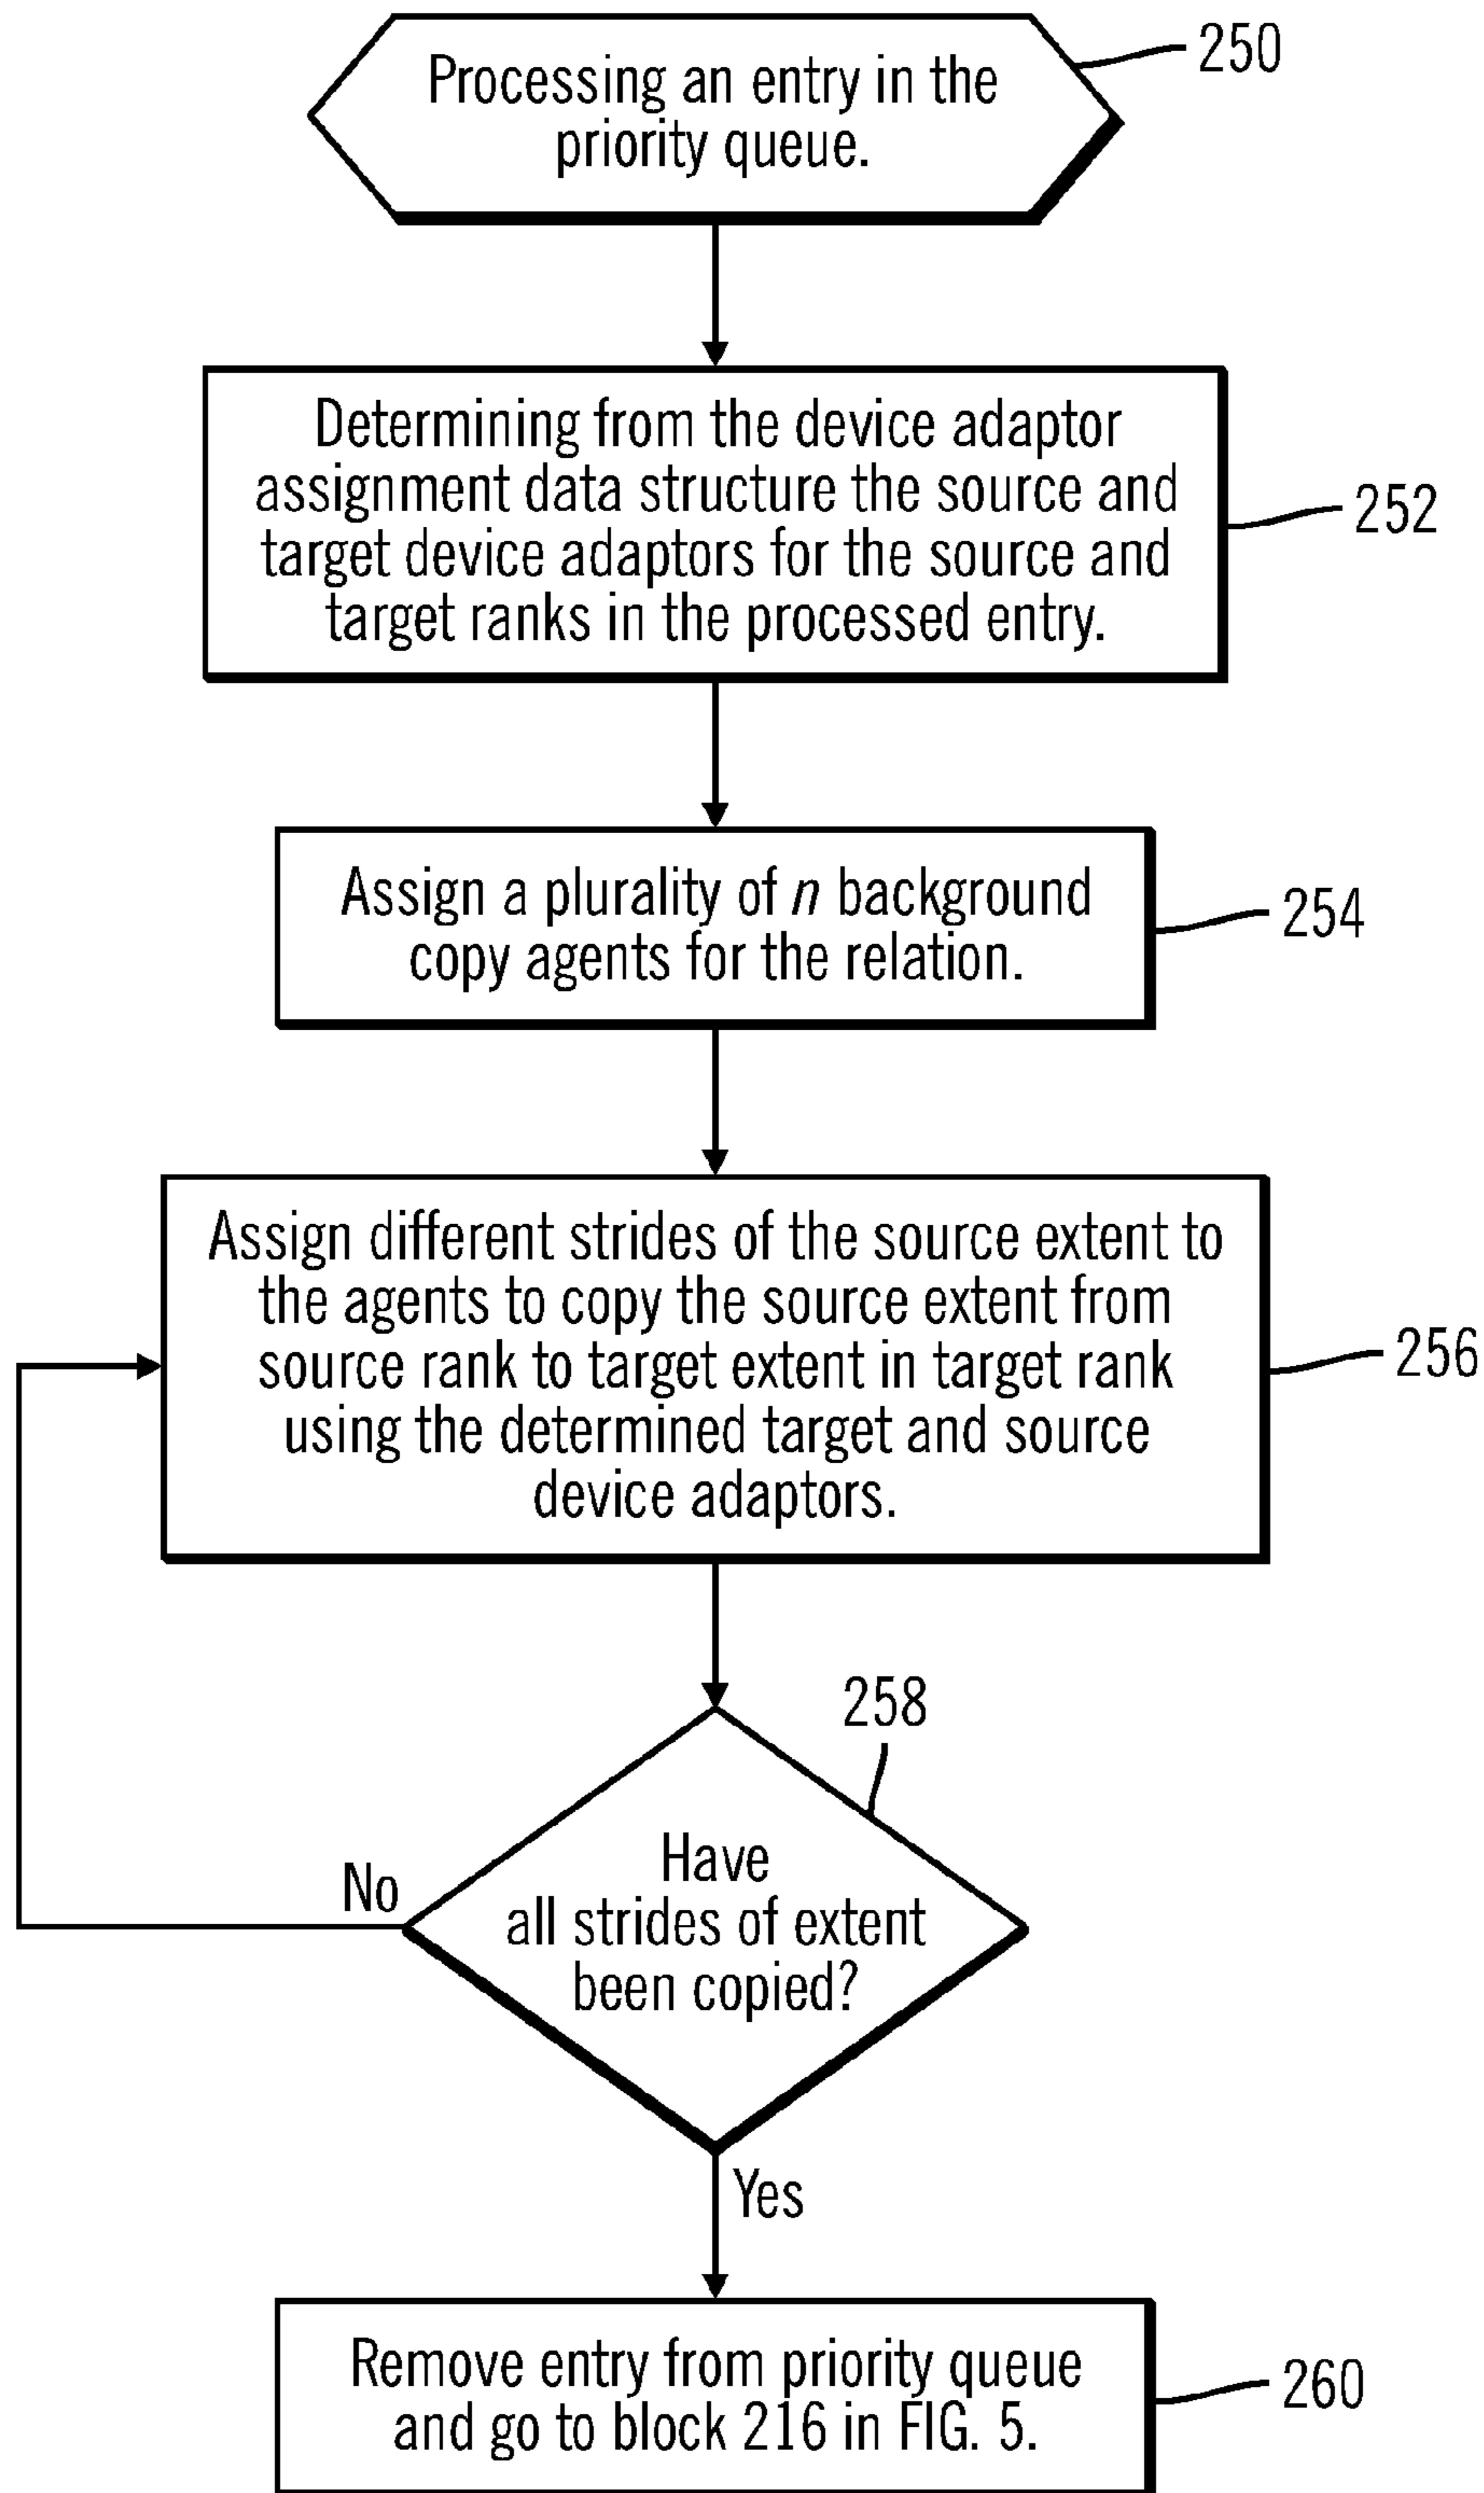 Processing an entry in the
priority queue.
250
Determining from the device adaptor
assignment data structure the source and
target device adaptors for the source and
target ranks in the processed entry.
252
Assign a plurality of n background
copy agents for the relation.
254
Assign different strides of the source extent to
the agents to copy the source extent from
source rank to target extent in target rank
using the determined target and source
device adaptors.
256
258
Have
all strides of extent
been copied?
No
Yes
Remove entry from priority queue
and go to block 216 in FIG. 5.
260